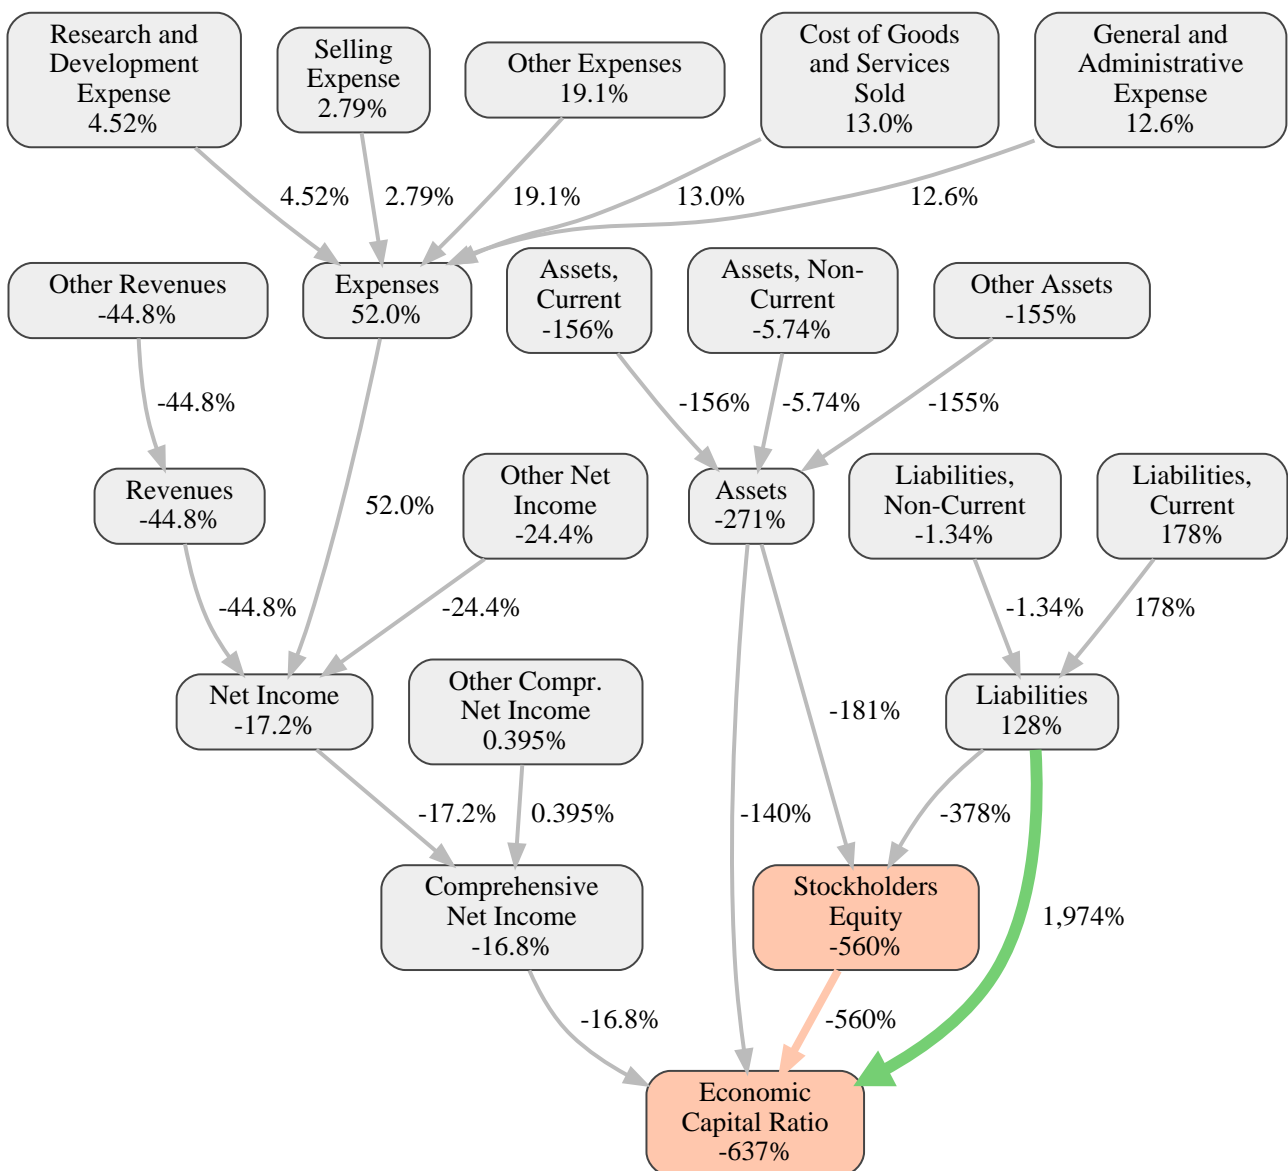 Research and
Development
Expense
4.52%
Selling
Expense
2.79%
Other Expenses
19.1%
Cost of Goods
and Services
Sold
13.0%
General and
Administrative
Expense
12.6%
4.52%
2.79%
19.1%
13.0%
12.6%
Other Revenues
-44.8%
Expenses
52.0%
Assets,
Current
-156%
Assets, Non-
Current
-5.74%
Other Assets
-155%
-44.8%
-156%
-5.74%
-155%
Revenues
-44.8%
52.0%
Other Net
Income
-24.4%
Assets
-271%
Liabilities,
Non-Current
-1.34%
Liabilities,
Current
178%
-44.8%
-24.4%
-1.34%
178%
Net Income
-17.2%
Other Compr.
Net Income
0.395%
-181%
Liabilities
128%
-17.2%
0.395%
-140%
-378%
Comprehensive
Net Income
-16.8%
Stockholders
Equity
-560%
1,974%
-16.8%
-560%
Economic
Capital Ratio
-637%